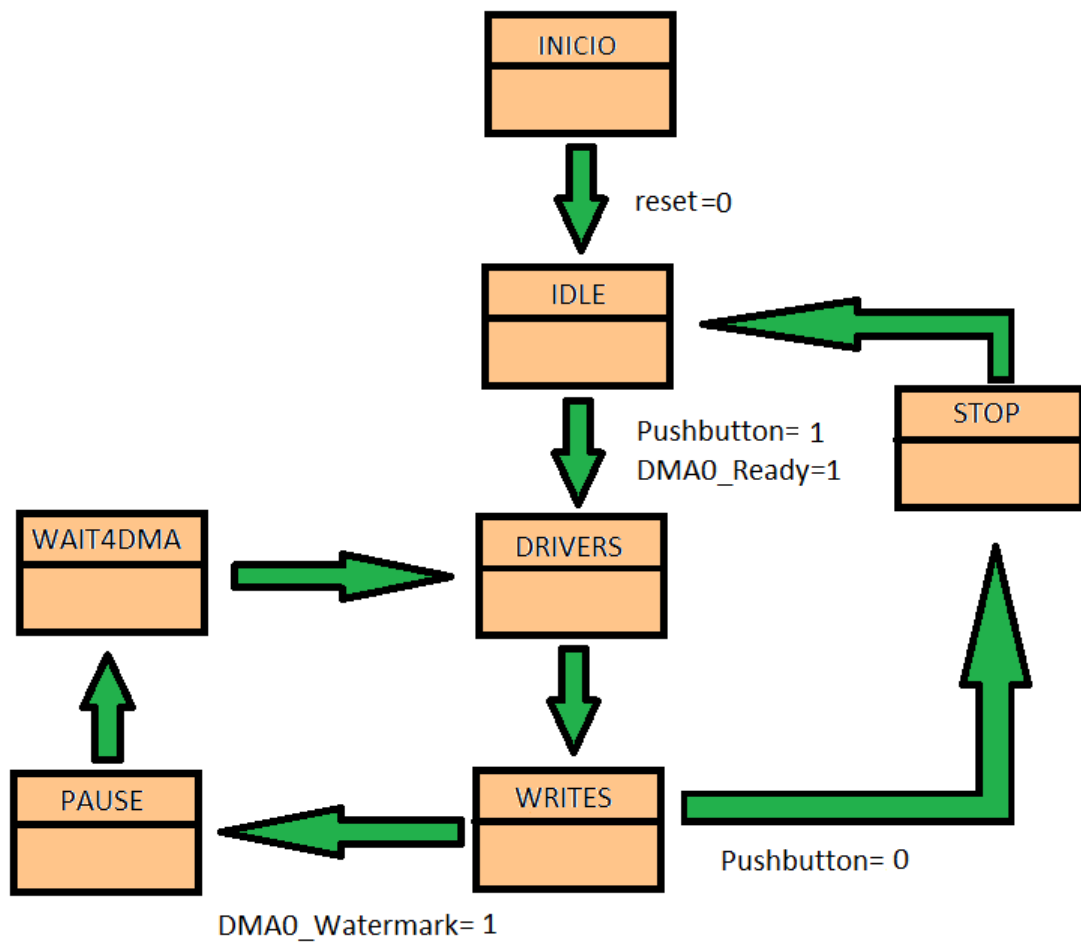 INICIO
reset=0
IDLE
Pushbutton= 1
DMA0_Ready=1
STOP
WAIT4DMA
DRIVERS
PAUSE
WRITES
Pushbutton= 0
DMA0_Watermark= 1